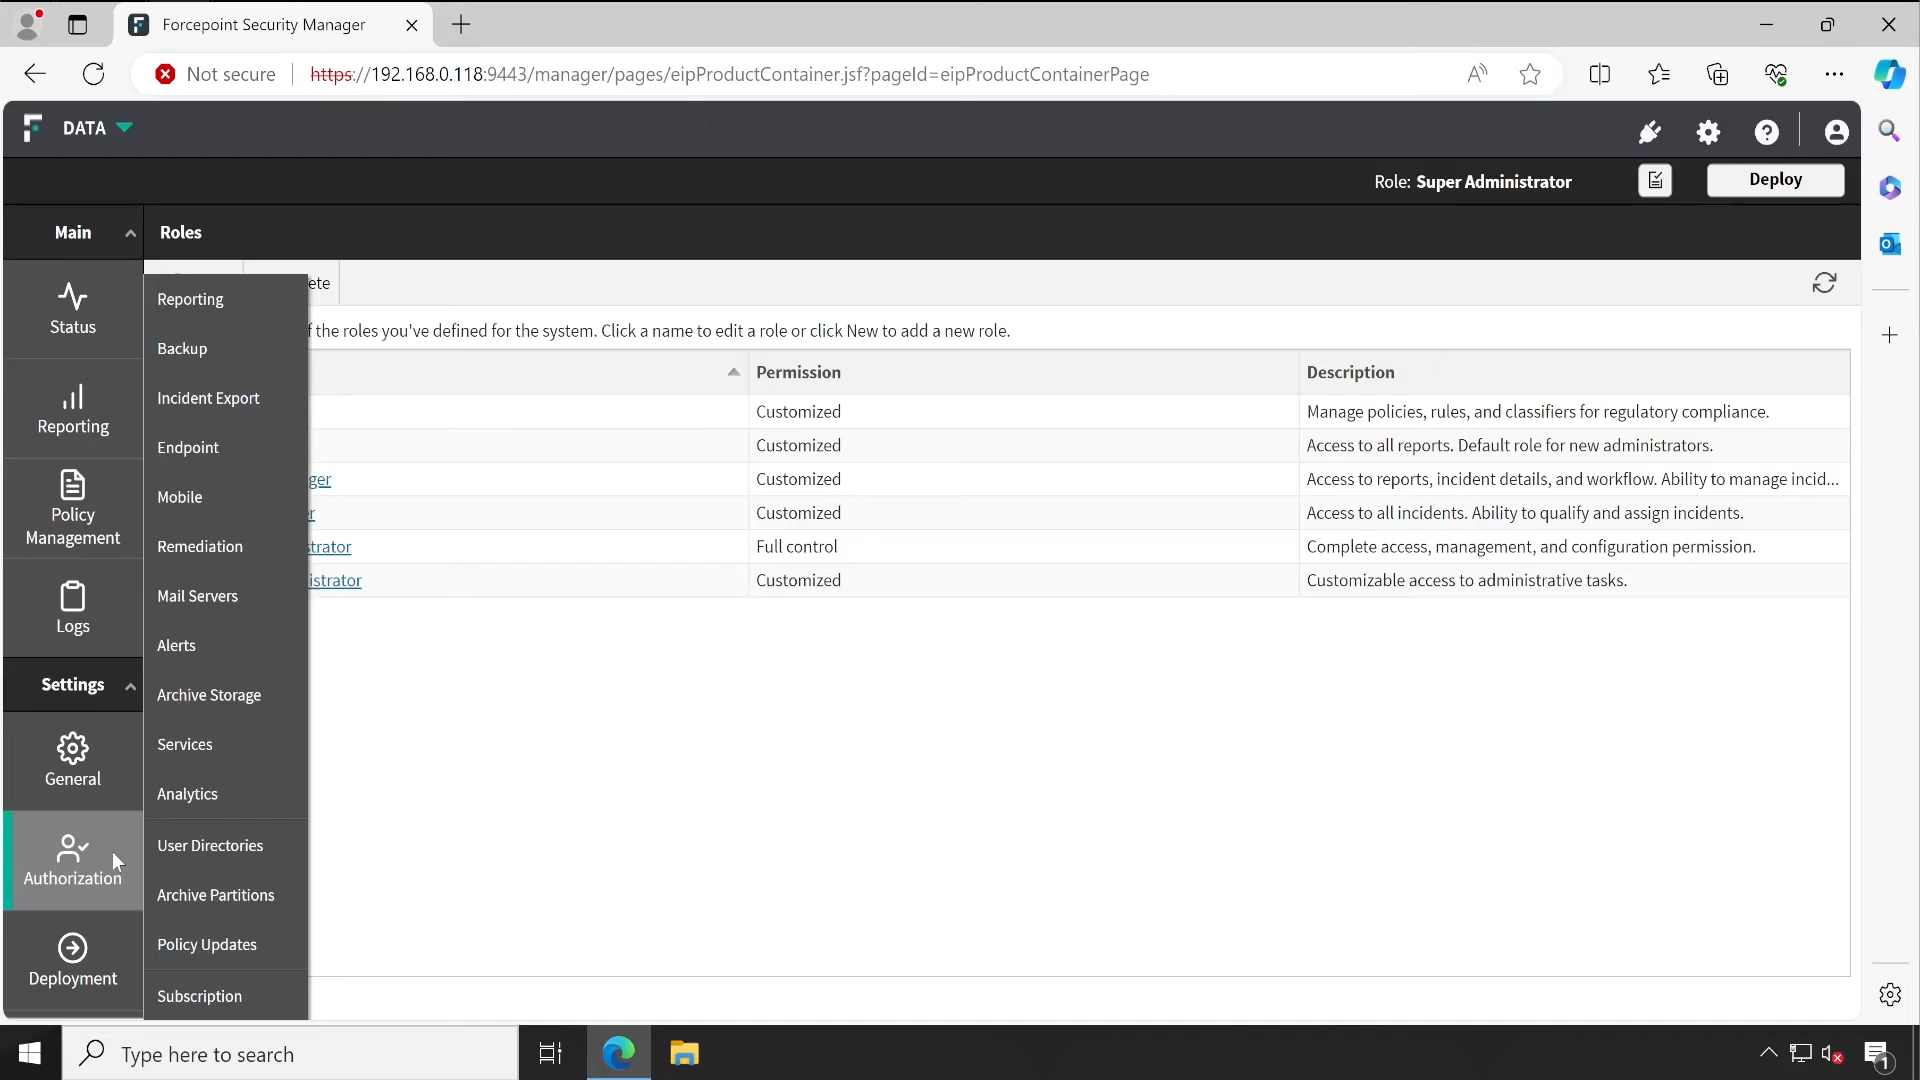 Forcepoint Security Manager
Not secure
https://192.168.0.118:9443/manager/pages/eipProductContainer.jsf?pageId=eipProductContainerPage
DATA
Role: Super Administrator
Deploy
Main
Roles
Status
Reporting
Policy
Management
Logs
Settings
General
Authorization
Deployment
Reporting
Backup
Incident Export
Endpoint
Mobile
Remediation
Mail Servers
Alerts
Archive Storage
Services
Analytics
User Directories
Archive Partitions
Policy Updates
Subscription
ete
f the roles you've defined for the system. Click a name to edit a role or click New to add a new role.
Permission Description
Customized Manage policies, rules, and classifiers for regulatory compliance.
Customized Access to all reports. Default role for new administrators.
ger Customized Access to reports, incident details, and workflow. Ability to manage incid...
r Customized Access to all incidents. Ability to qualify and assign incidents.
strator Full control Complete access, management, and configuration permission.
istrator Customized Customizable access to administrative tasks.
Type here to search
1